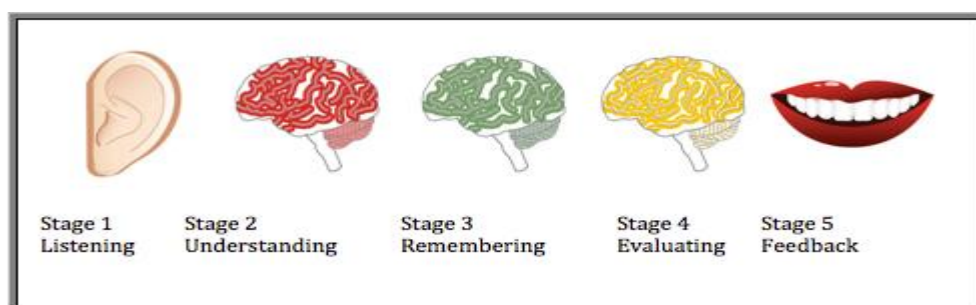 Stage 1
Listening
Stage 2
Understanding
Stage 3
Remembering
Stage 4
Evaluating
Stage 5
Feedback